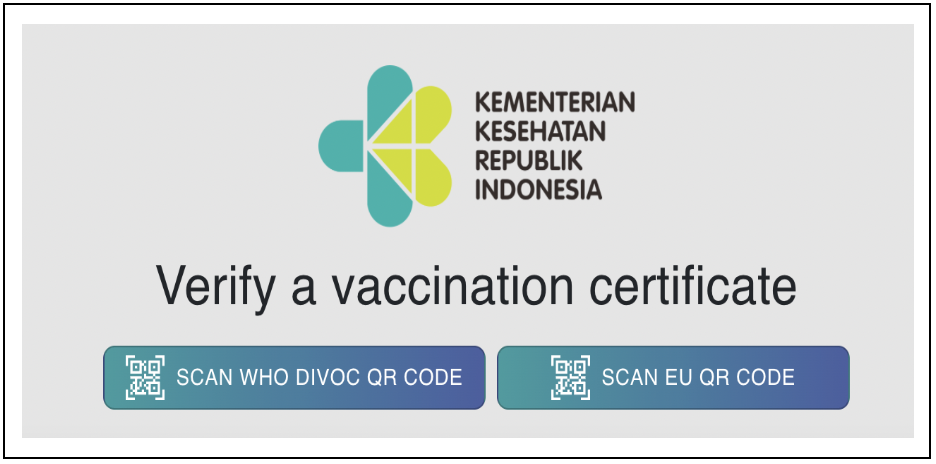 KEMENTERIAN
KESEHATAN
REPUBLIK
INDONESIA
Verify a vaccination certificate
SCAN WHO DIVOC QR CODE
SCAN EU QR CODE